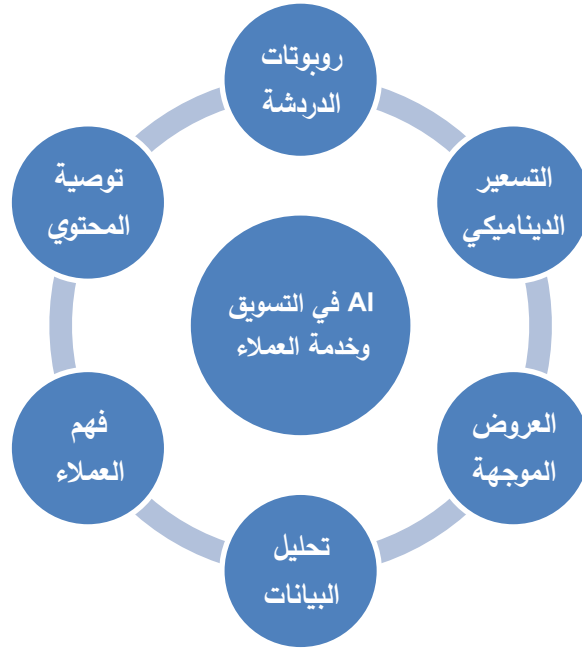 روبوتات
الدردشة
التسعير
الديناميكي
العروض
الموجهة
تحليل
البيانات
فهم
العملاء
توصية
المحتوي
AI في التسويق
وخدمة العملاء